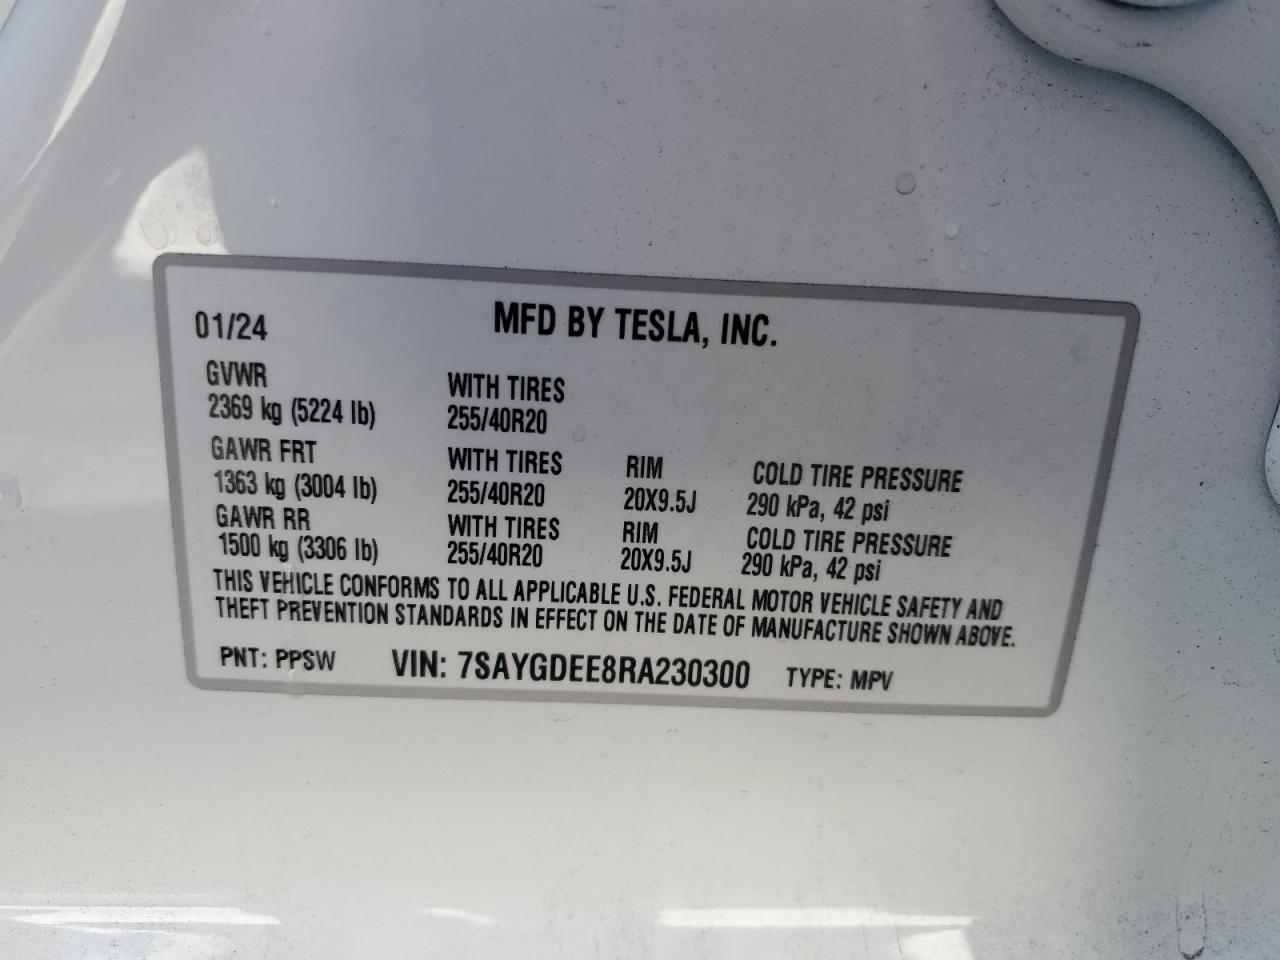 01/24 MFD BY TESLA, INC.
GVWR WITH TIRES
2369 kg (5224 lb) 255/40R20
GAWR FRT WITH TIRES RIM COLD TIRE PRESSURE
1363 kg (3004 lb) 255/40R20 20X9.5J 290 kPa, 42 psi
GAWR RR WITH TIRES RIM COLD TIRE PRESSURE
1500 kg (3306 lb) 255/40R20 20X9.5J 290 kPa, 42 psi
THIS VEHICLE CONFORMS TO ALL APPLICABLE U.S. FEDERAL MOTOR VEHICLE SAFETY AND
THEFT PREVENTION STANDARDS IN EFFECT ON THE DATE OF MANUFACTURE SHOWN ABOVE.
PNT: PPSW VIN: 7SAYGDEE8RA230300 TYPE: MPV